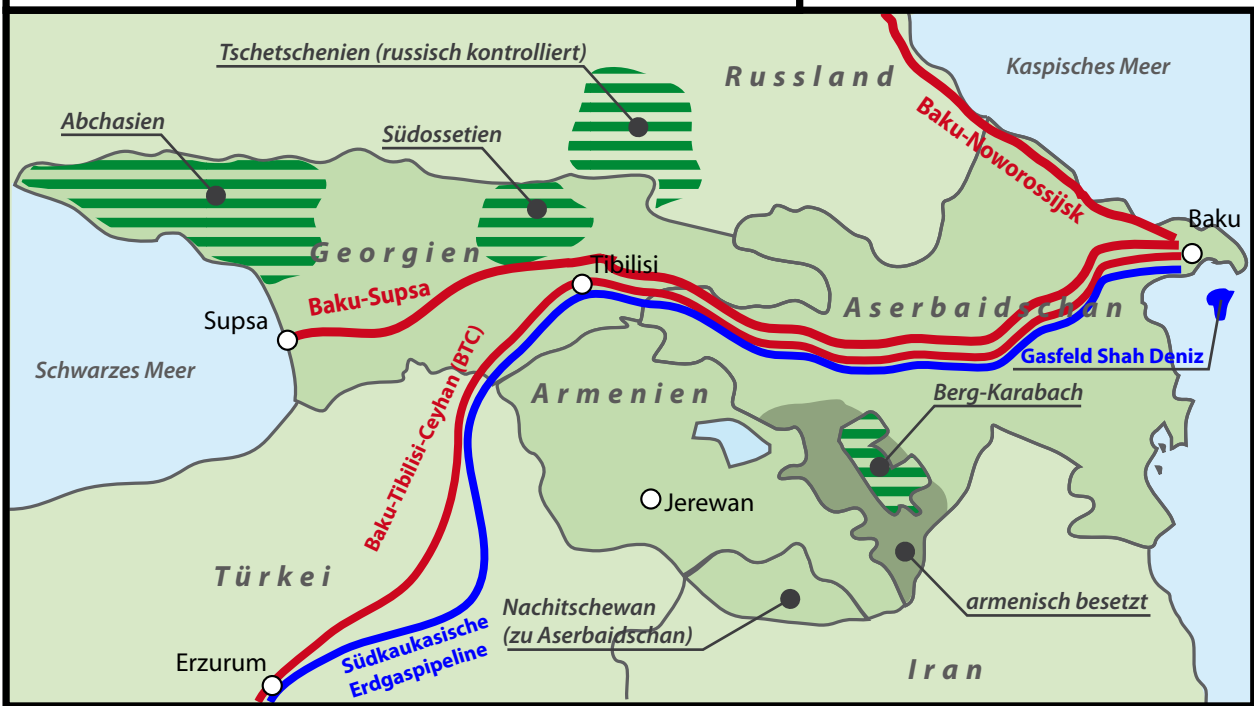 Tschetschenien (russisch kontrolliert)
Russland
Kaspisches Meer
Abchasien
Südossetien
Baku-Noworossijsk
Baku
Georgien
Tibilisi
Baku-Supsa
Aserbaidschan
Supsa
Gasfeld Shah Deniz
Schwarzes Meer
Armenien
Berg-Karabach
Baku-Tibilisi-Ceyhan (BTC)
Jerewan
Türkei
Nachitschewan
(zu Aserbaidschan)
armenisch besetzt
Südkaukasische
Erdgaspipeline
Erzurum
Iran